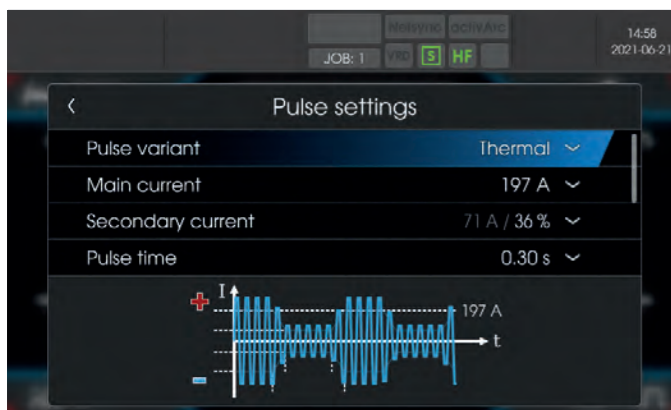 Netsync activArc
14:58
JOB: 1 VRD S HF
2021-06-21
Pulse settings
Pulse variant Thermal
Main current 197 A
Secondary current 71 A / 36 %
Pulse time 0.30 s
+ I
197 A
t
-